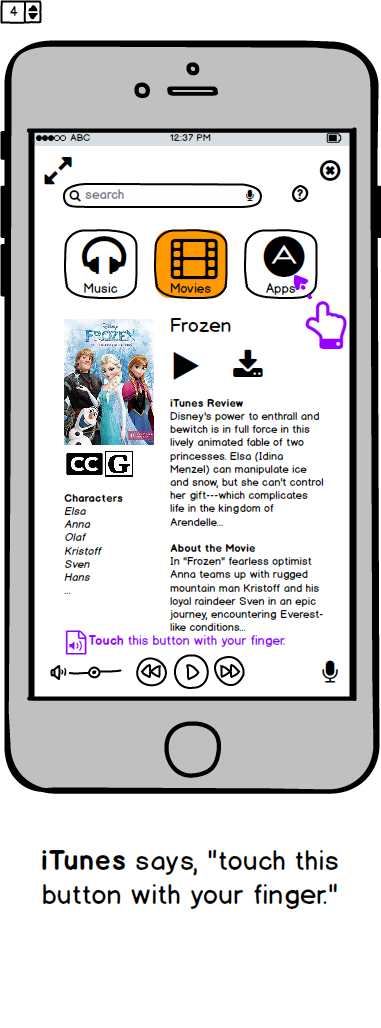 4
ABC 12:37 PM
search
?
Music Movies Apps
Frozen
Disney
FROZEN
CC G
iTunes Review
Disney's power to enthrall and
bewitch is in full force in this
lively animated fable of two
princesses. Elsa (Idina
Menzel) can manipulate ice
and snow, but she can't control
her gift---which complicates
life in the kingdom of
Arendelle...
Characters
Elsa
Anna
Olaf
Kristoff
Sven
Hans
...
About the Movie
In "Frozen" fearless optimist
Anna teams up with rugged
mountain man Kristoff and his
loyal raindeer Sven in an epic
journey, encountering Everest-
like conditions...
Touch this button with your finger.
iTunes says, "touch this
button with your finger."